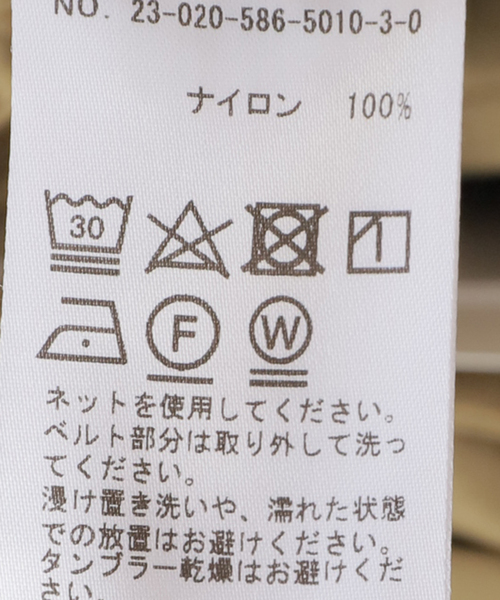 NO. 23-020-586-5010-3-0
ナイロン 100%
30
F W
ネットを使用してください。
ベルト部分は取り外して洗っ
てください。
浸け置き洗いや、濡れた状態
での放置はお避けください。
タンブラー乾燥はお避けくだ
さい。